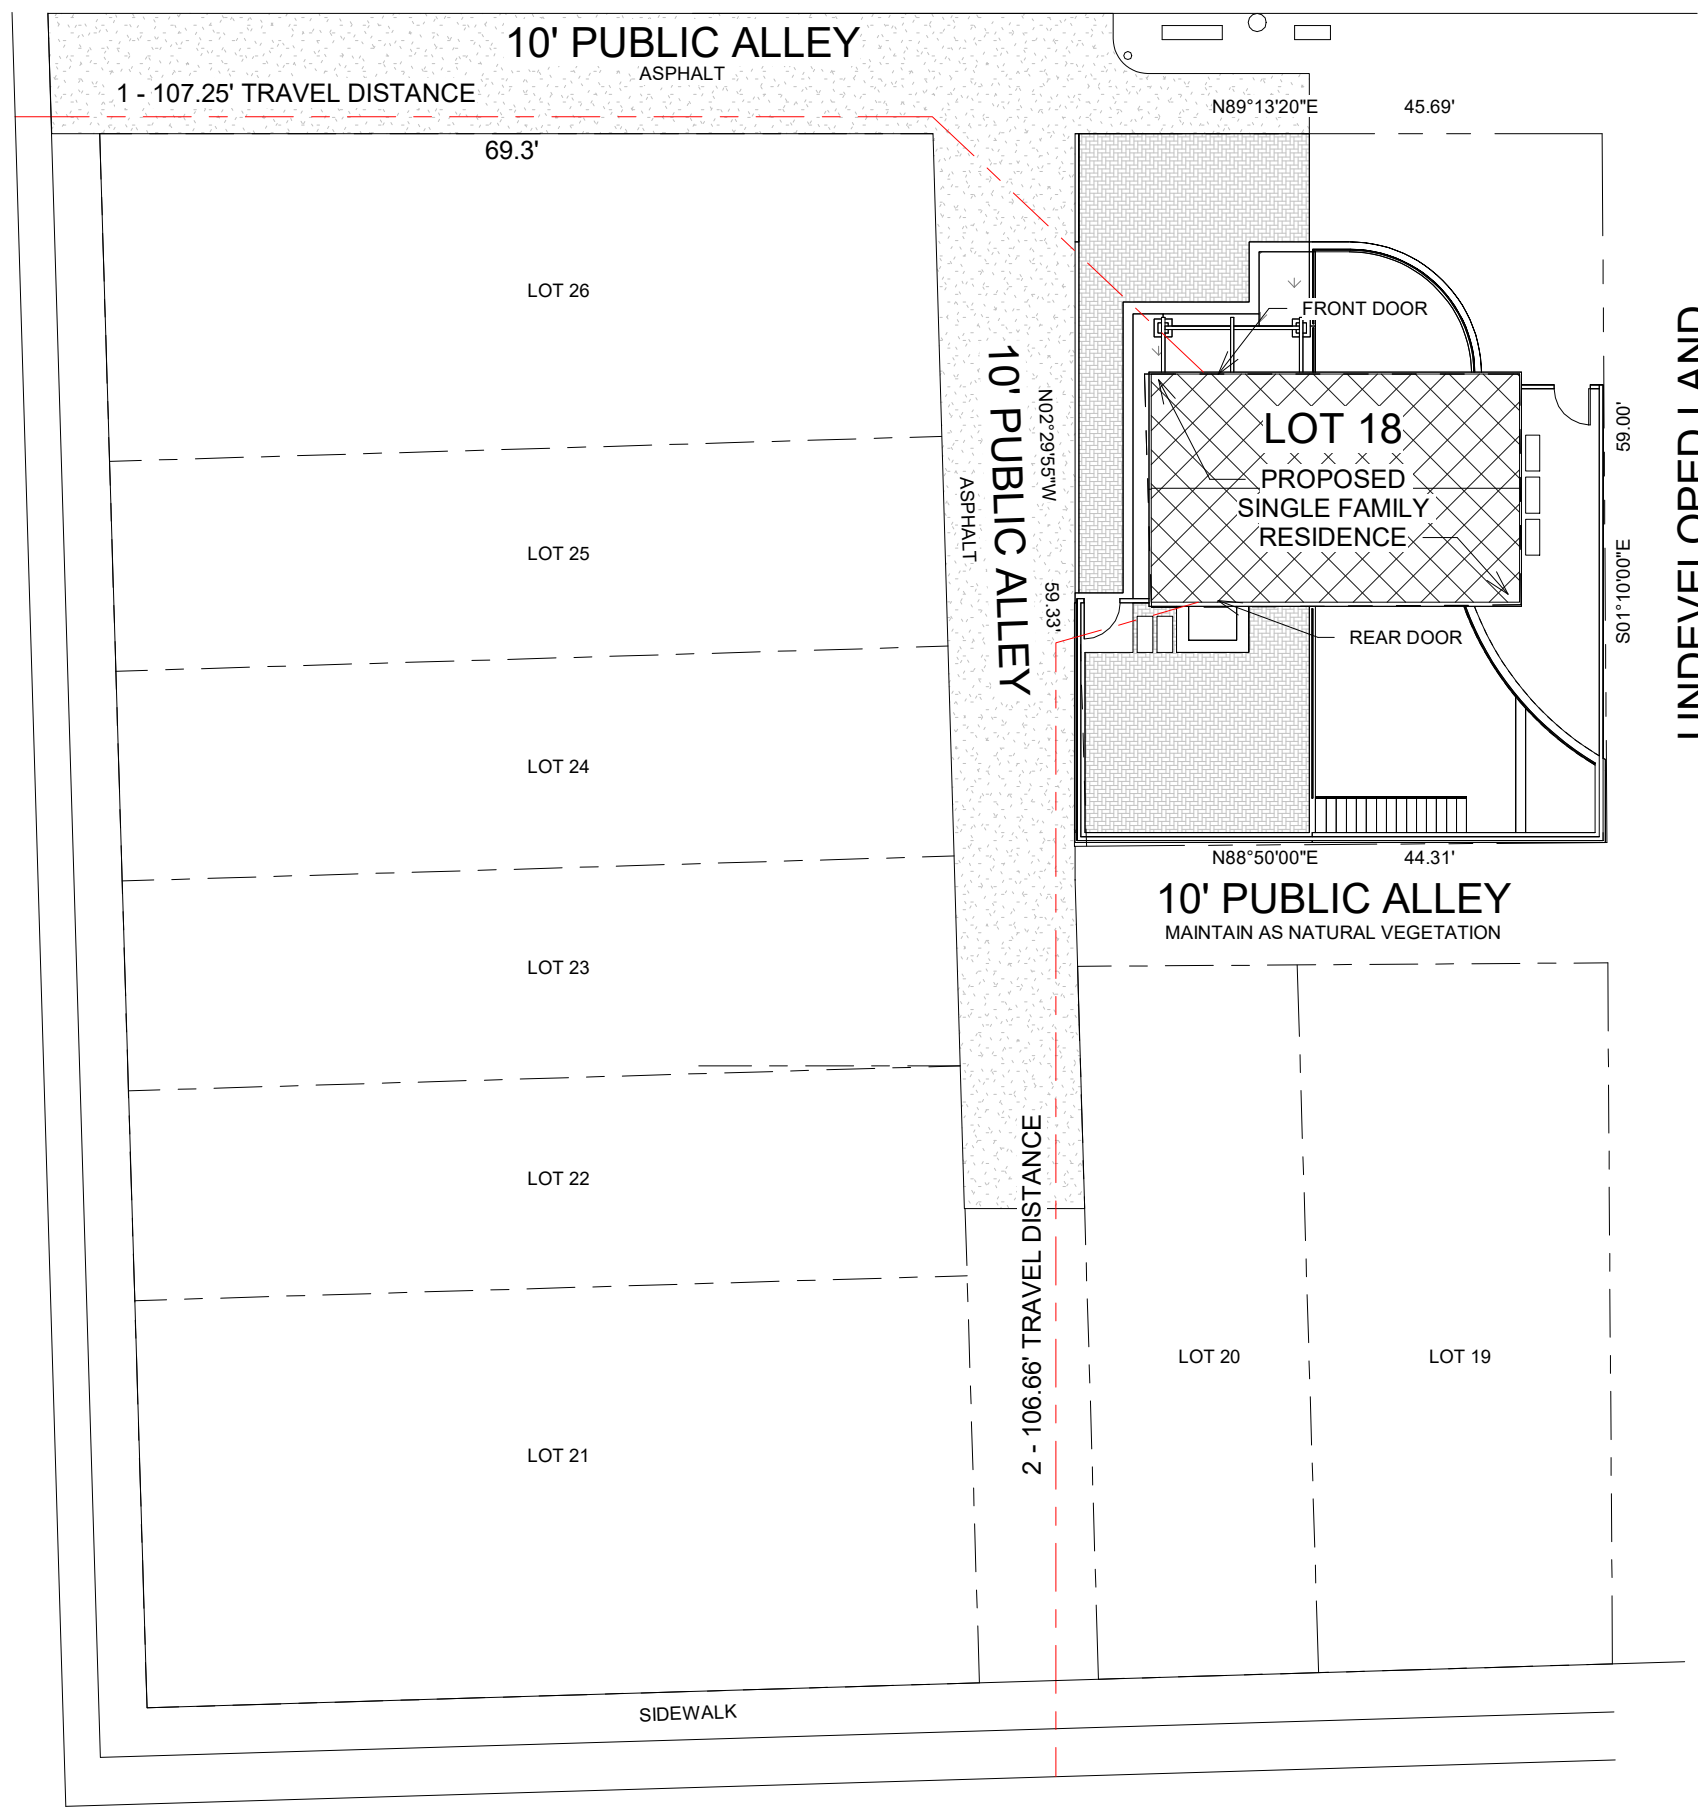 10' PUBLIC ALLEY
ASPHALT
1 - 107.25' TRAVEL DISTANCE
N89°13'20"E 45.69'
69.3'
LOT 26
FRONT DOOR
10' PUBLIC ALLEY
ASPHALT
N02°29'55"W 59.33'
LOT 18
PROPOSED
SINGLE FAMILY
RESIDENCE
59.00'
S01°10'00"E
UNDEVELOPED LAND
LOT 25
REAR DOOR
LOT 24
N88°50'00"E 44.31'
10' PUBLIC ALLEY
MAINTAIN AS NATURAL VEGETATION
LOT 23
LOT 22
2 - 106.66' TRAVEL DISTANCE
LOT 20
LOT 19
LOT 21
SIDEWALK